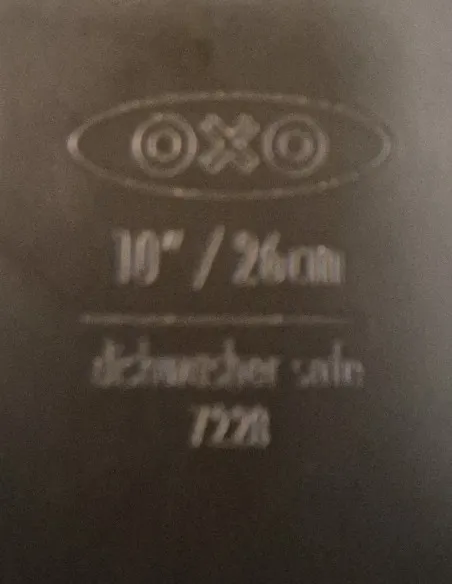 OXO
10" / 26cm
dishwasher safe
7228